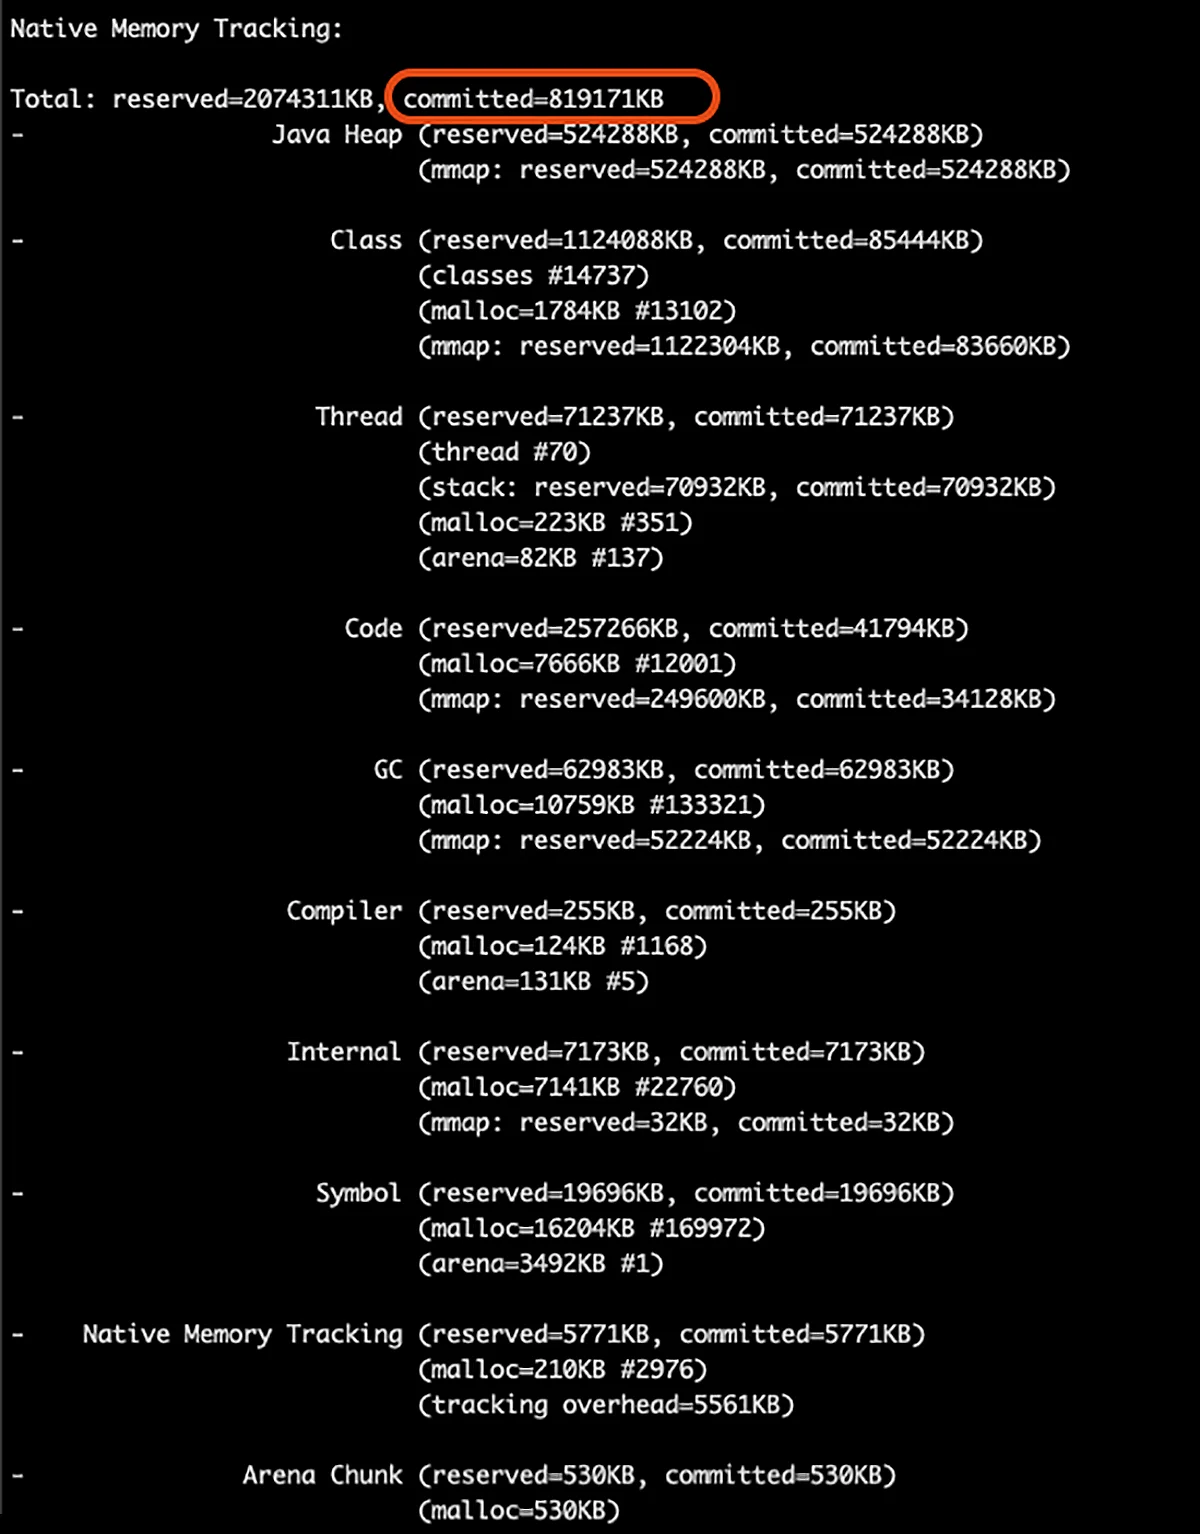 Native Memory Tracking:
Total: reserved=2074311KB, committed=819171KB
- Java Heap (reserved=524288KB, committed=524288KB)
(mmap: reserved=524288KB, committed=524288KB)
- Class (reserved=1124088KB, committed=85444KB)
(classes #14737)
(malloc=1784KB #13102)
(mmap: reserved=1122304KB, committed=83660KB)
- Thread (reserved=71237KB, committed=71237KB)
(thread #70)
(stack: reserved=70932KB, committed=70932KB)
(malloc=223KB #351)
(arena=82KB #137)
- Code (reserved=257266KB, committed=41794KB)
(malloc=7666KB #12001)
(mmap: reserved=249600KB, committed=34128KB)
- GC (reserved=62983KB, committed=62983KB)
(malloc=10759KB #133321)
(mmap: reserved=52224KB, committed=52224KB)
- Compiler (reserved=255KB, committed=255KB)
(malloc=124KB #1168)
(arena=131KB #5)
- Internal (reserved=7173KB, committed=7173KB)
(malloc=7141KB #22760)
(mmap: reserved=32KB, committed=32KB)
- Symbol (reserved=19696KB, committed=19696KB)
(malloc=16204KB #169972)
(arena=3492KB #1)
- Native Memory Tracking (reserved=5771KB, committed=5771KB)
(malloc=210KB #2976)
(tracking overhead=5561KB)
- Arena Chunk (reserved=530KB, committed=530KB)
(malloc=530KB)